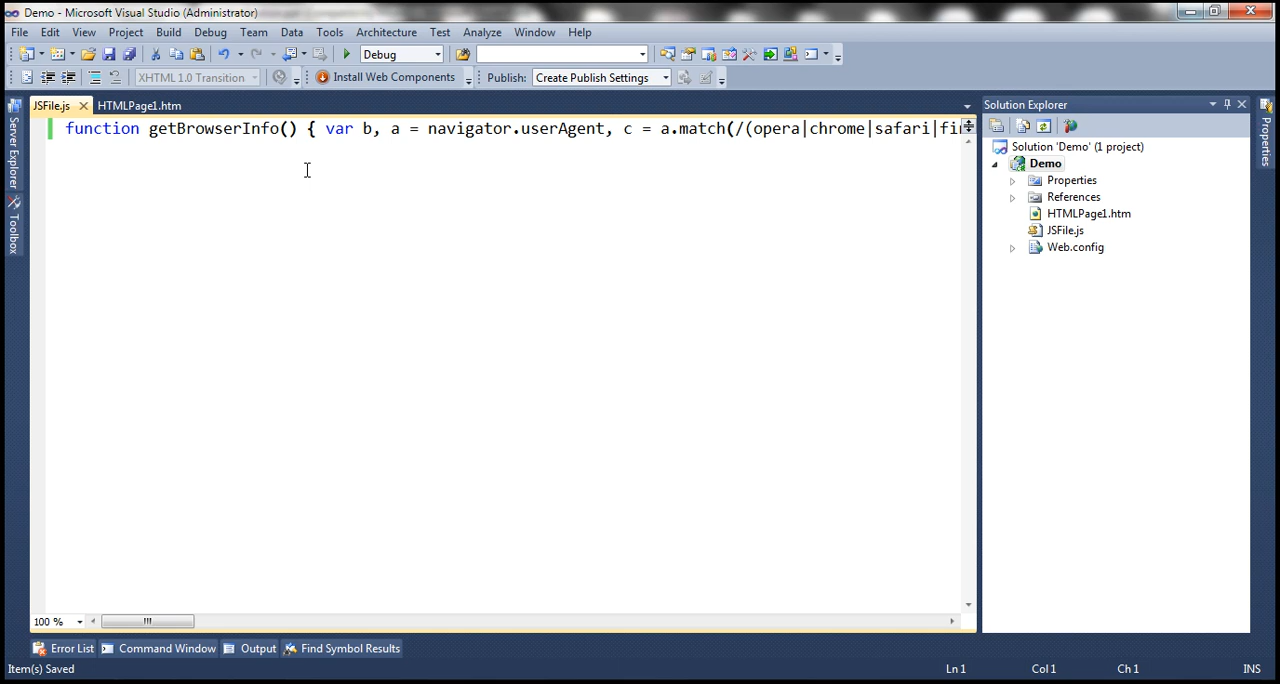 Demo - Microsoft Visual Studio (Administrator)
File Edit View Project Build Debug Team Data Tools Architecture Test Analyze Window Help
Debug
XHTML 1.0 Transition Install Web Components Publish: Create Publish Settings
JSFile.js HTMLPage1.htm
Solution Explorer
function getBrowserInfo() { var b, a = navigator.userAgent, c = a.match(/(opera|chrome|safari|fi
Solution 'Demo' (1 project)
Demo
Properties
References
HTMLPage1.htm
JSFile.js
Web.config
Server Explorer
Toolbox
Properties
100 %
Error List Command Window Output Find Symbol Results
Item(s) Saved Ln 1 Col 1 Ch 1 INS